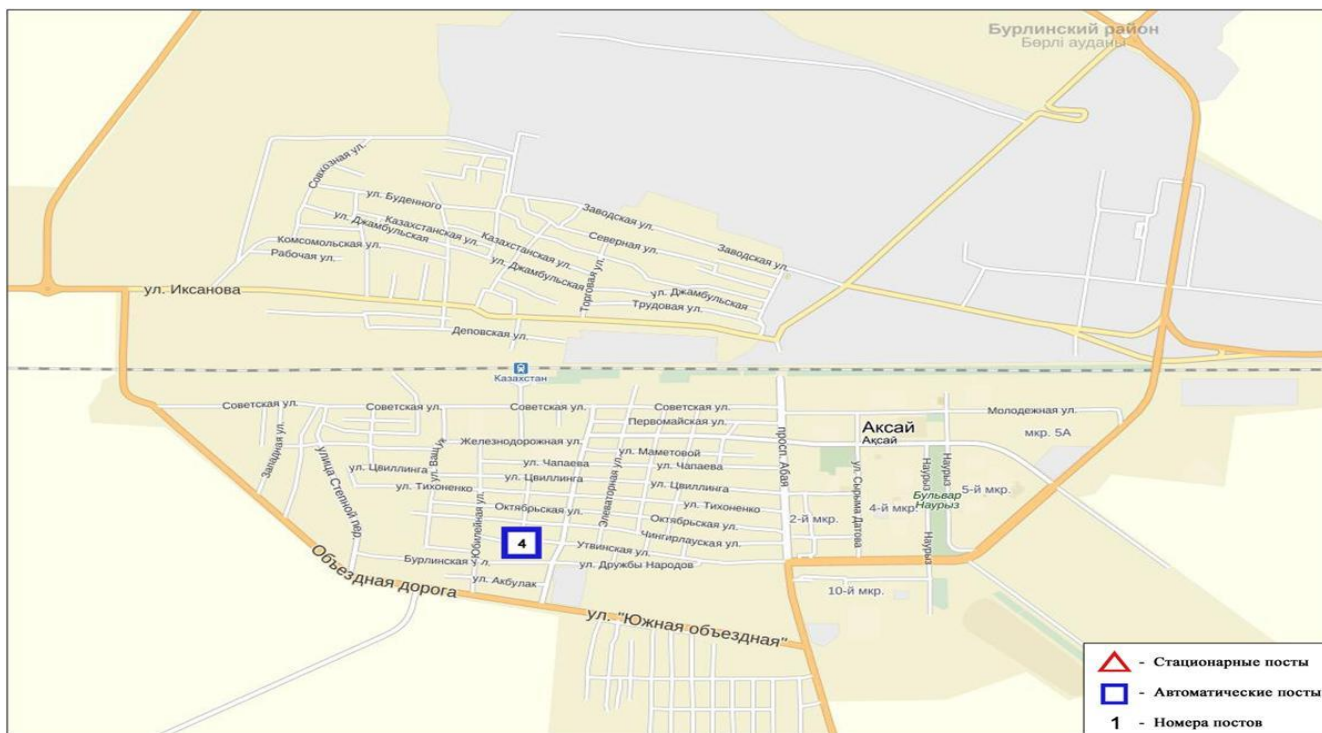 Бурлинский район
Бөрлі ауданы
Совхозная ул.
ул. Буденного
Заводская ул.
ул. Джамбульская
Казахстанская ул.
Казахстанская ул.
Северная ул.
Заводская ул.
Комсомольская ул.
Рабочая ул.
ул. Джамбульская
Торговая ул.
ул. Джамбульская
Трудовая ул.
ул. Иксанова
Деповская ул.
Казахстан
Советская ул.
Советская ул.
Советская ул.
Советская ул.
Молодежная ул.
Первомайская ул.
Аксай
Ақсай
мкр. 5А
Западная ул.
улица Степной пер.
Железнодорожная ул.
ул. Маметовой
просп. Абая
ул. Цвиллинга
ул. Чапаева
ул. Чапаева
ул. Цвиллинга
ул. Цвиллинга
ул. Тихоненко
ул. Тихоненко
Юбилейная ул.
Элеваторная ул.
ул. Сырыма Датова
Наурыз
Наурыз
5-й мкр.
Бульвар
Наурыз
4-й мкр.
2-й мкр.
Октябрьская ул.
Октябрьская ул.
Чингирлауская ул.
Наурыз
4
Утвинская ул.
Бурлинская
ул. Дружбы Народов
ул. Акбулак
10-й мкр.
Объездная дорога
ул. "Южная объездная"
- Стационарные посты
- Автоматические посты
1 - Номера постов